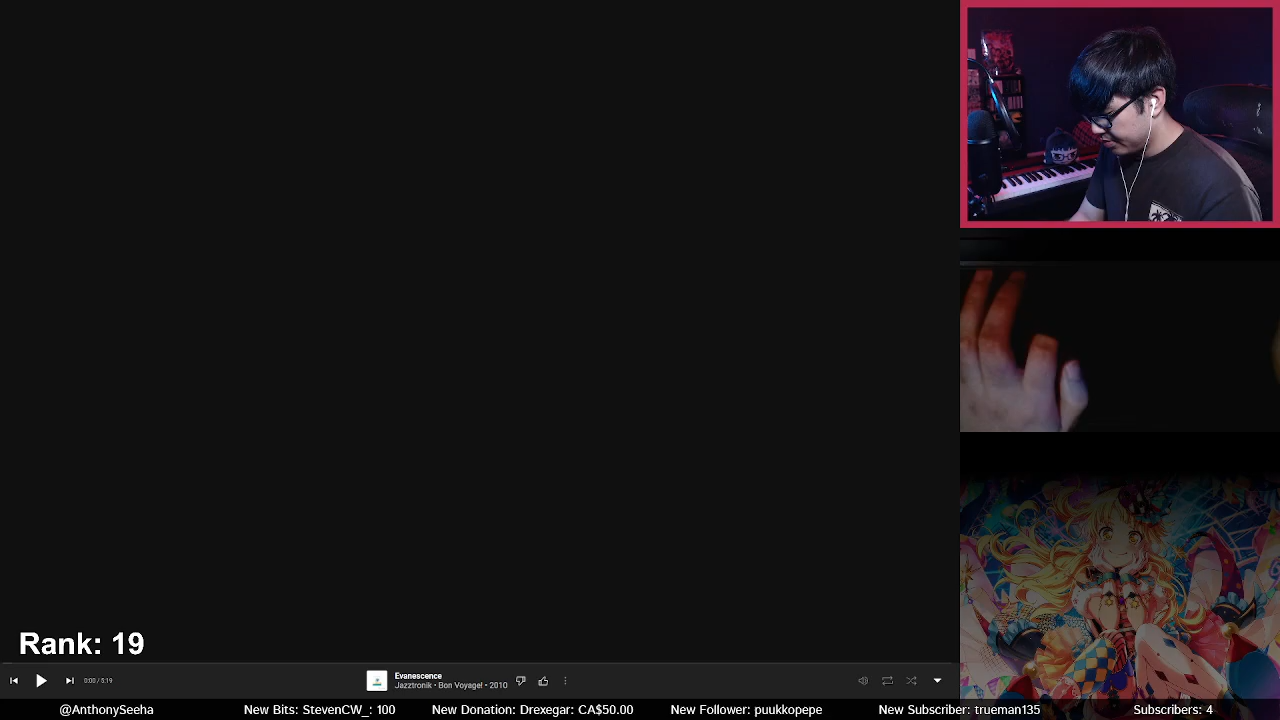 Rank: 19
0:00 / 5:19
Evanescence
Jazztronik • Bon Voyage! • 2010
@AnthonySeeha
New Bits: StevenCW_: 100
New Donation: Drexegar: CA$50.00
New Follower: puukkopepe
New Subscriber: trueman135
Subscribers: 4